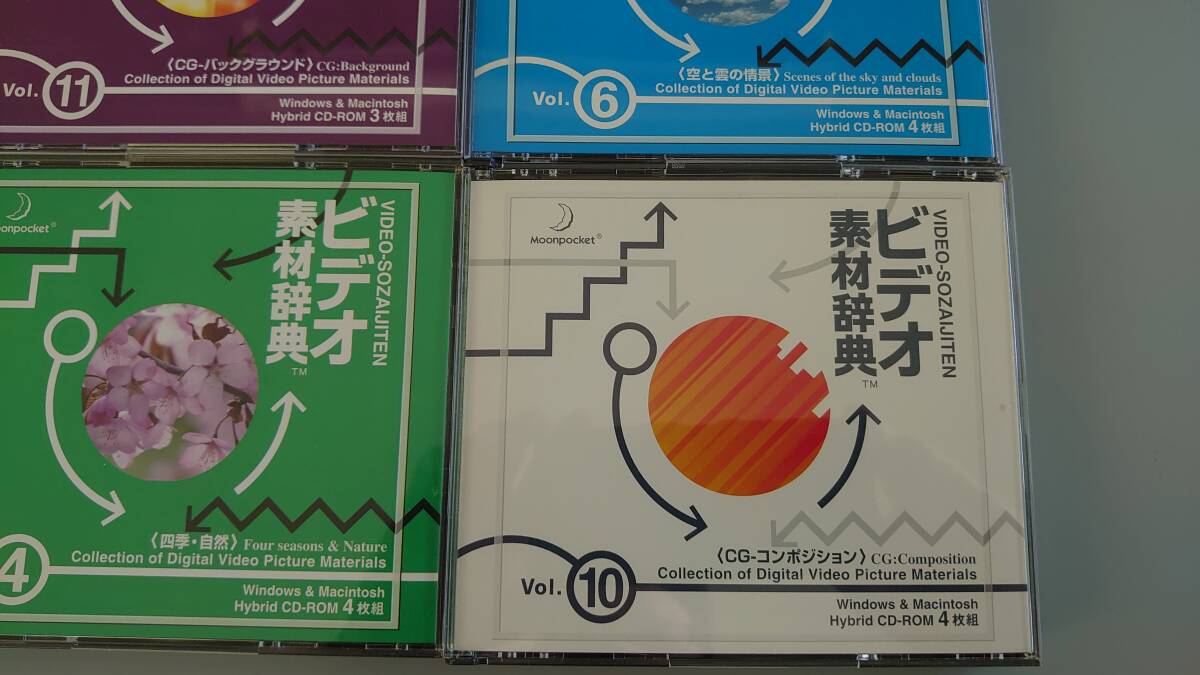 〈CG-バックグラウンド〉 CG:Background
Collection of Digital Video Picture Materials
Vol. 11
Windows & Macintosh
Hybrid CD-ROM 3枚組
〈空と雲の情景〉 Scenes of the sky and clouds
Collection of Digital Video Picture Materials
Vol. 6
Windows & Macintosh
Hybrid CD-ROM 4枚組
oonpocket®
VIDEO-SOZAIJITEN
ビデオ
素材辞典™
〈四季・自然〉 Four seasons & Nature
Collection of Digital Video Picture Materials
4
Windows & Macintosh
Hybrid CD-ROM 4枚組
Moonpocket®
VIDEO-SOZAIJITEN
ビデオ
素材辞典™
〈CG-コンポジション〉 CG:Composition
Collection of Digital Video Picture Materials
Vol. 10
Windows & Macintosh
Hybrid CD-ROM 4枚組